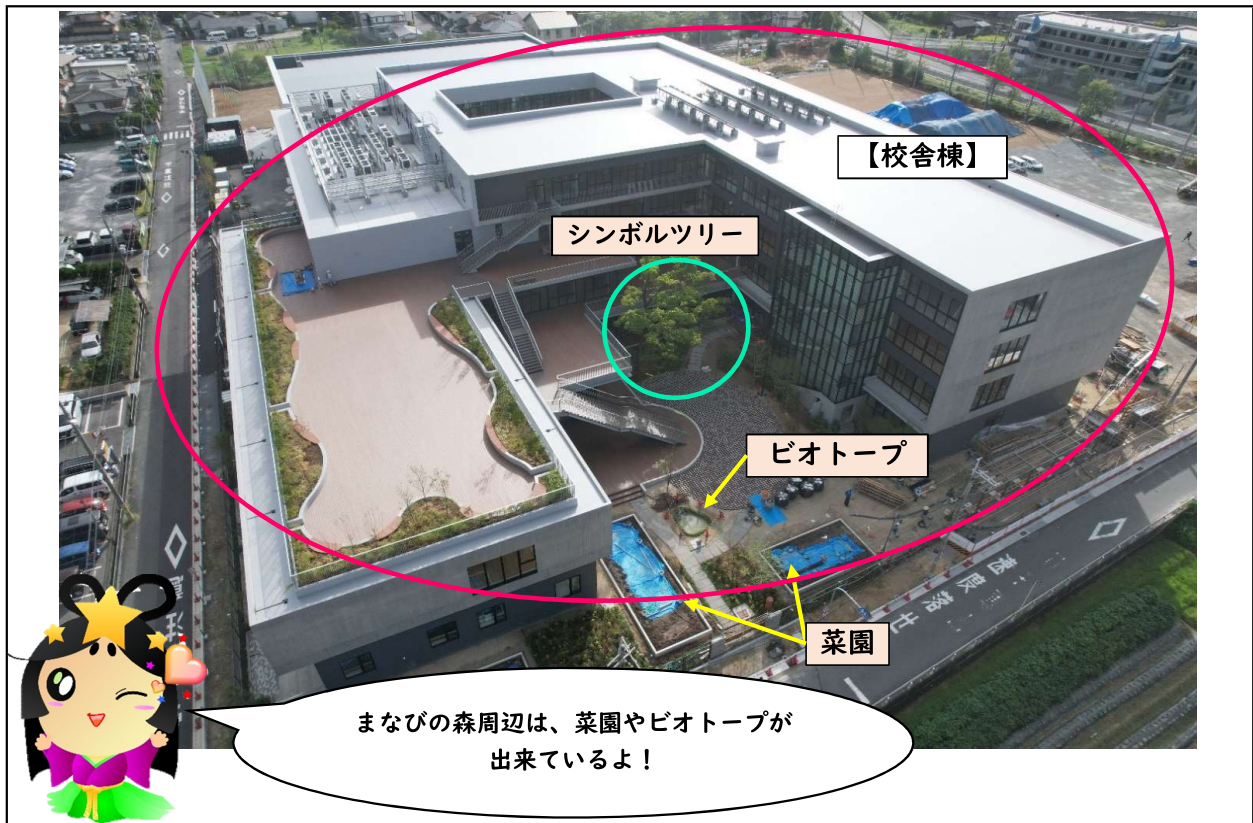 【校舎棟】
シンボルツリー
ビオトープ
菜園
まなびの森周辺は、菜園やビオトープが
出来ているよ！